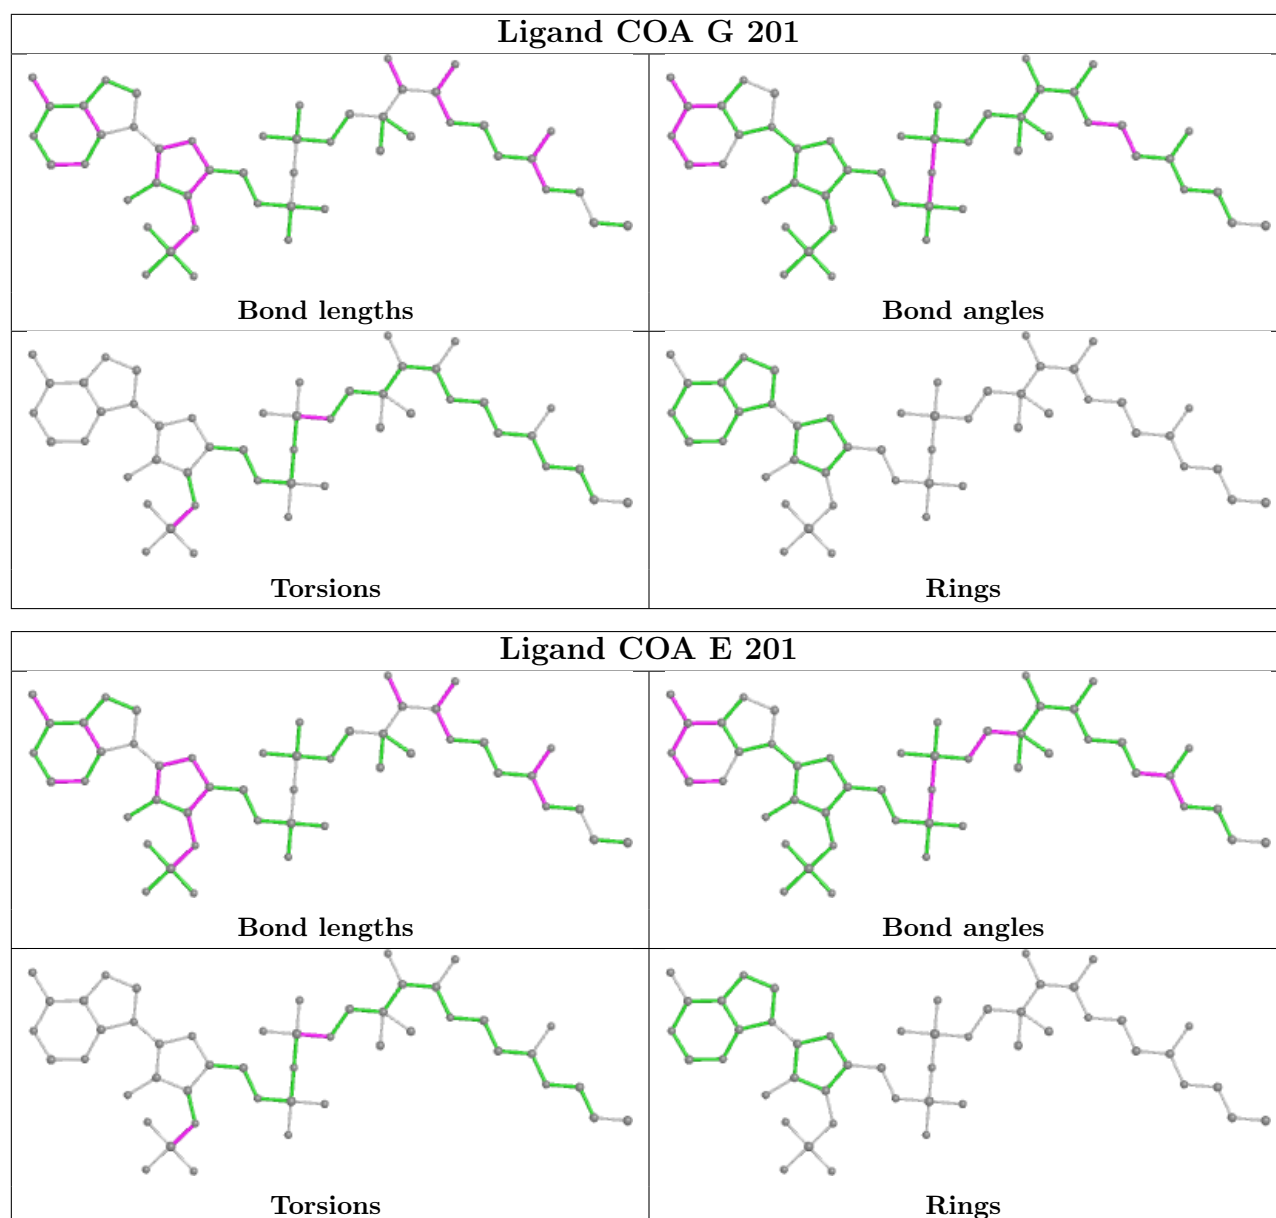 Ligand COA G 201
Bond lengths
Bond angles
Torsions
Rings
Ligand COA E 201
Bond lengths
Bond angles
Torsions
Rings